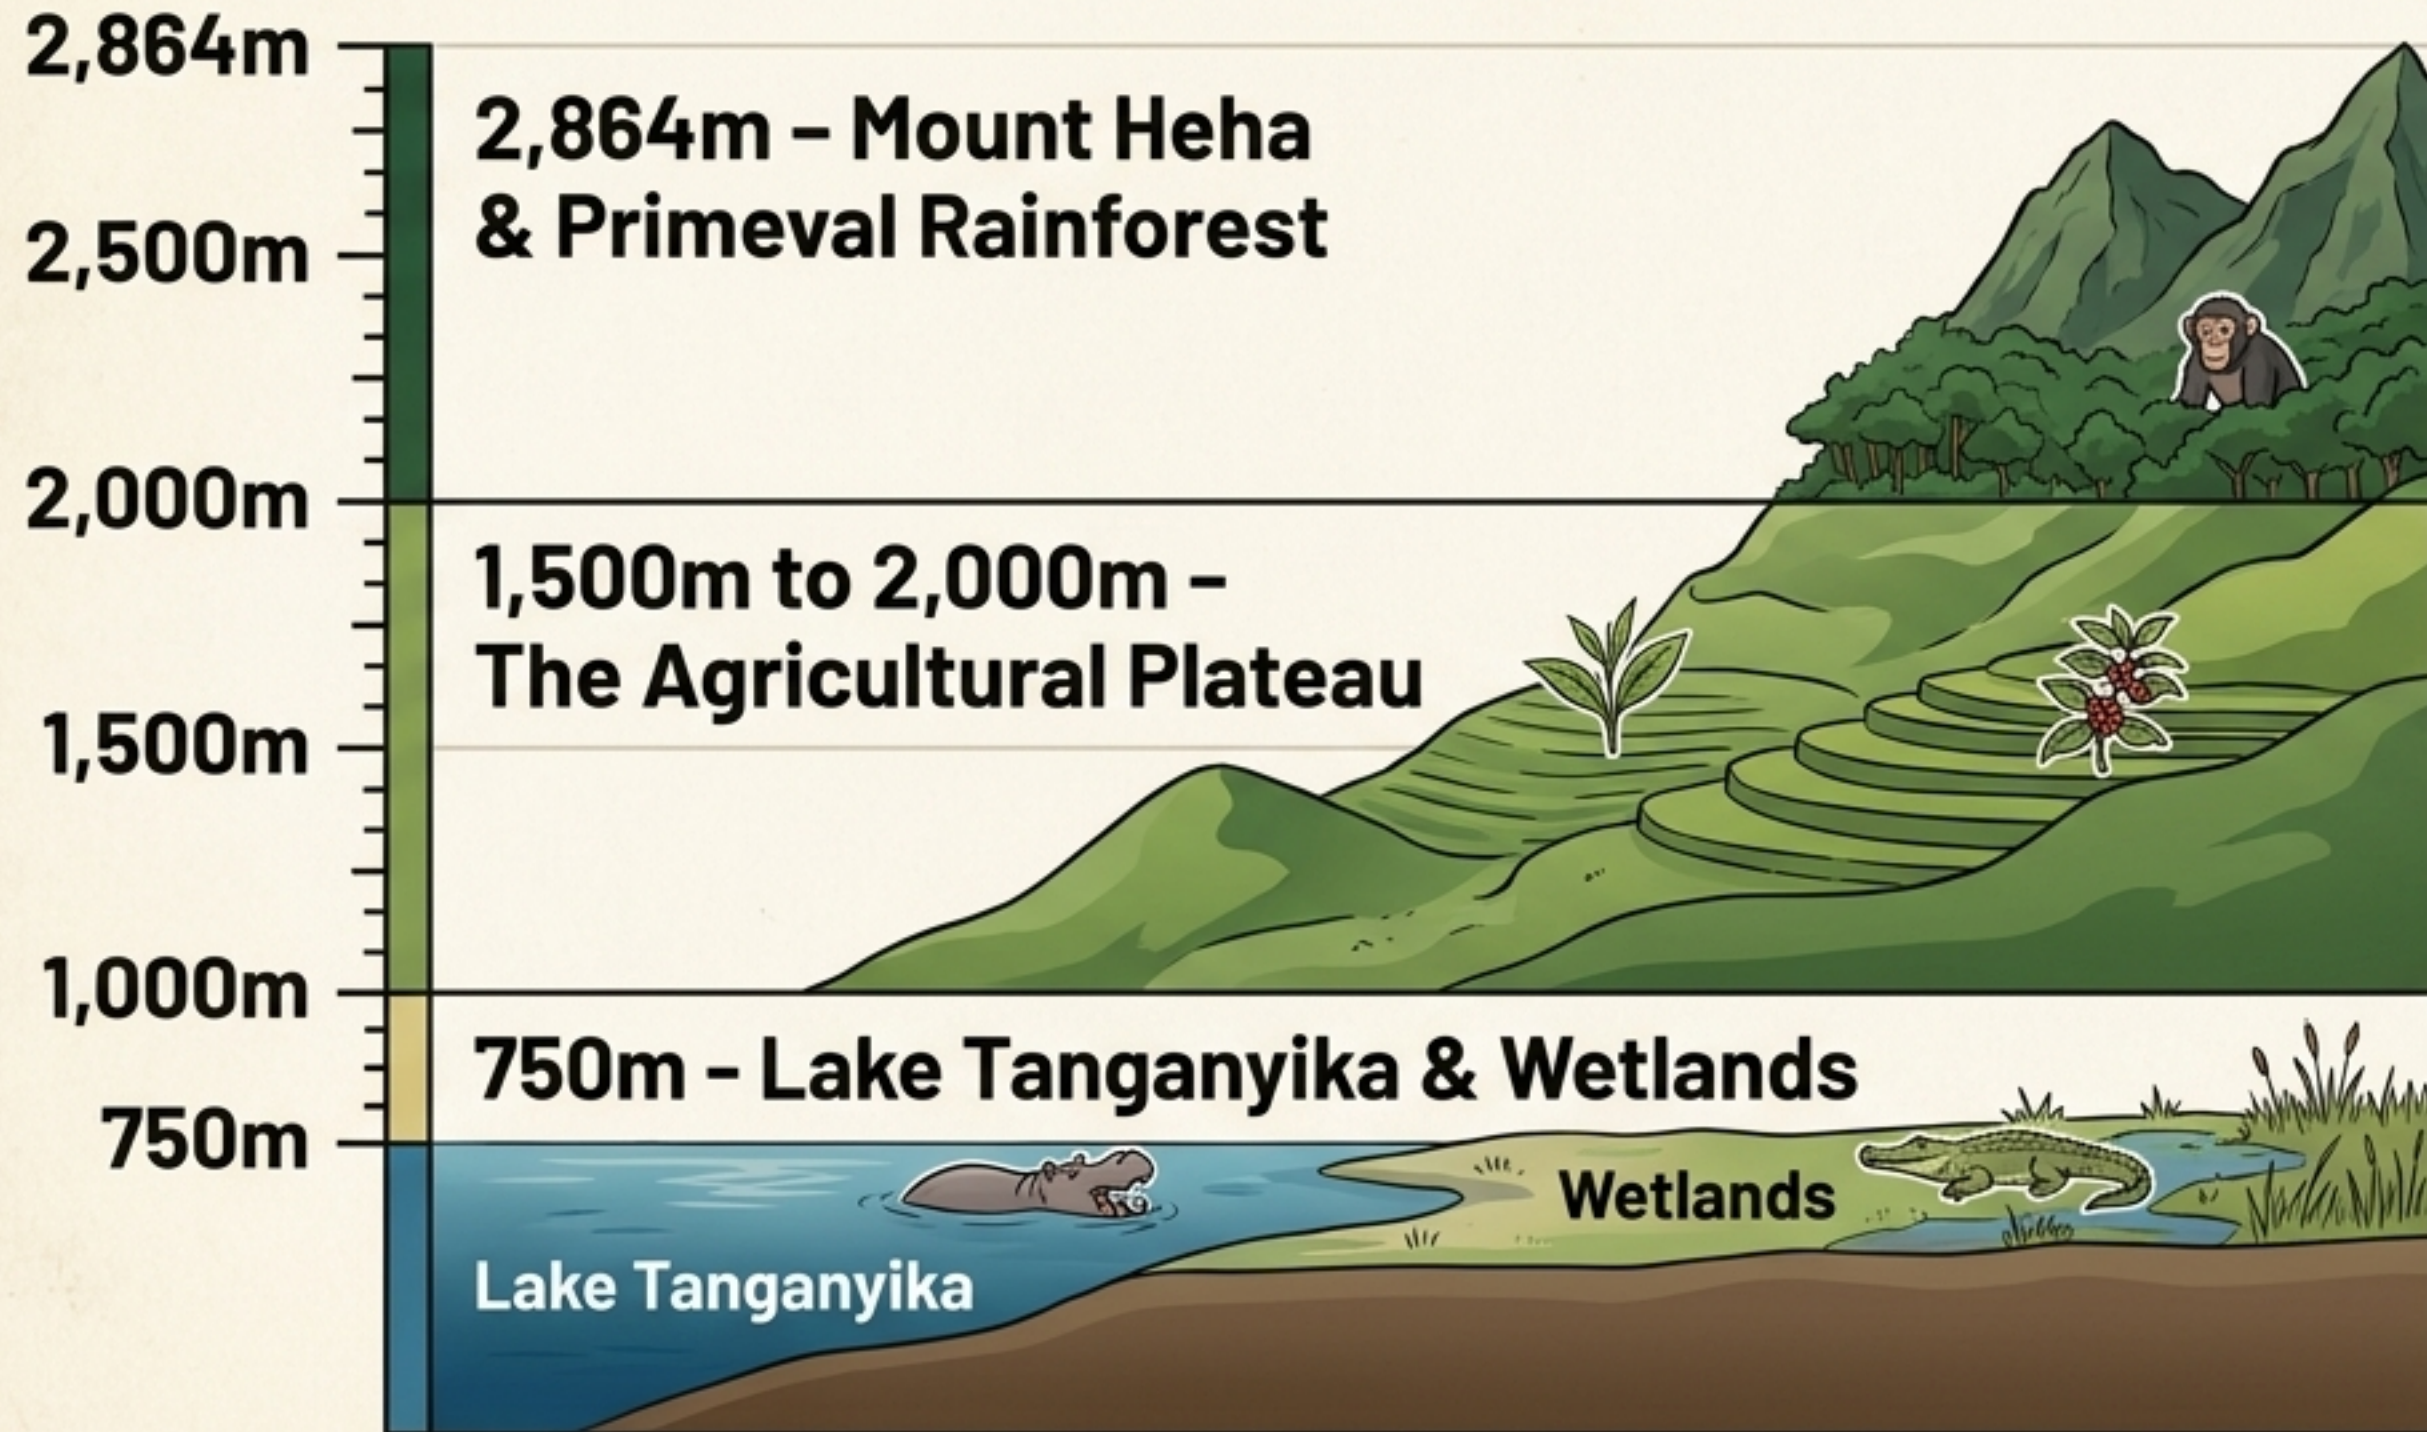 2,864m
2,864m – Mount Heha
& Primeval Rainforest
2,500m
2,000m
1,500m to 2,000m –
The Agricultural Plateau
1,500m
1,000m
750m - Lake Tanganyika & Wetlands
750m
Wetlands
Lake Tanganyika